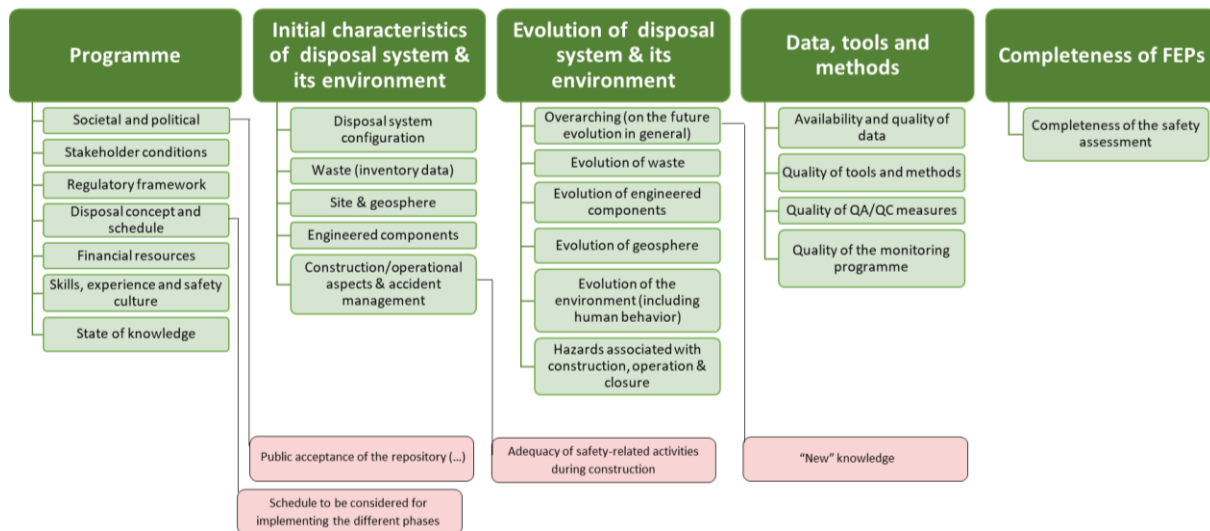 Programme
Societal and political
Stakeholder conditions
Regulatory framework
Disposal concept and
schedule
Financial resources
Skills, experience and safety
culture
State of knowledge
Initial characteristics
of disposal system &
its environment
Disposal system
configuration
Waste (inventory data)
Site & geosphere
Engineered components
Construction/operational
aspects & accident
management
Evolution of disposal
system & its
environment
Overarching (on the future
evolution in general)
Evolution of waste
Evolution of engineered
components
Evolution of geosphere
Evolution of the
environment (including
human behavior)
Hazards associated with
construction, operation &
closure
Data, tools and
methods
Availability and quality of
data
Quality of tools and methods
Quality of QA/QC measures
Quality of the monitoring
programme
Completeness of FEPs
Completeness of the safety
assessment
Public acceptance of the repository (...)
Schedule to be considered for
implementing the different phases
Adequacy of safety-related activities
during construction
“New” knowledge